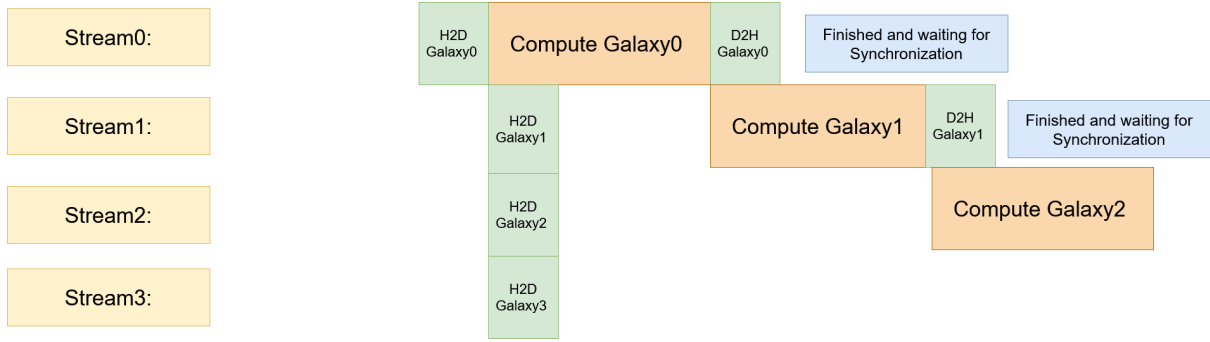 Stream0:
H2D
Galaxy0
Compute Galaxy0
D2H
Galaxy0
Finished and waiting for
Synchronization
Stream1:
H2D
Galaxy1
Compute Galaxy1
D2H
Galaxy1
Finished and waiting for
Synchronization
Stream2:
H2D
Galaxy2
Compute Galaxy2
Stream3:
H2D
Galaxy3